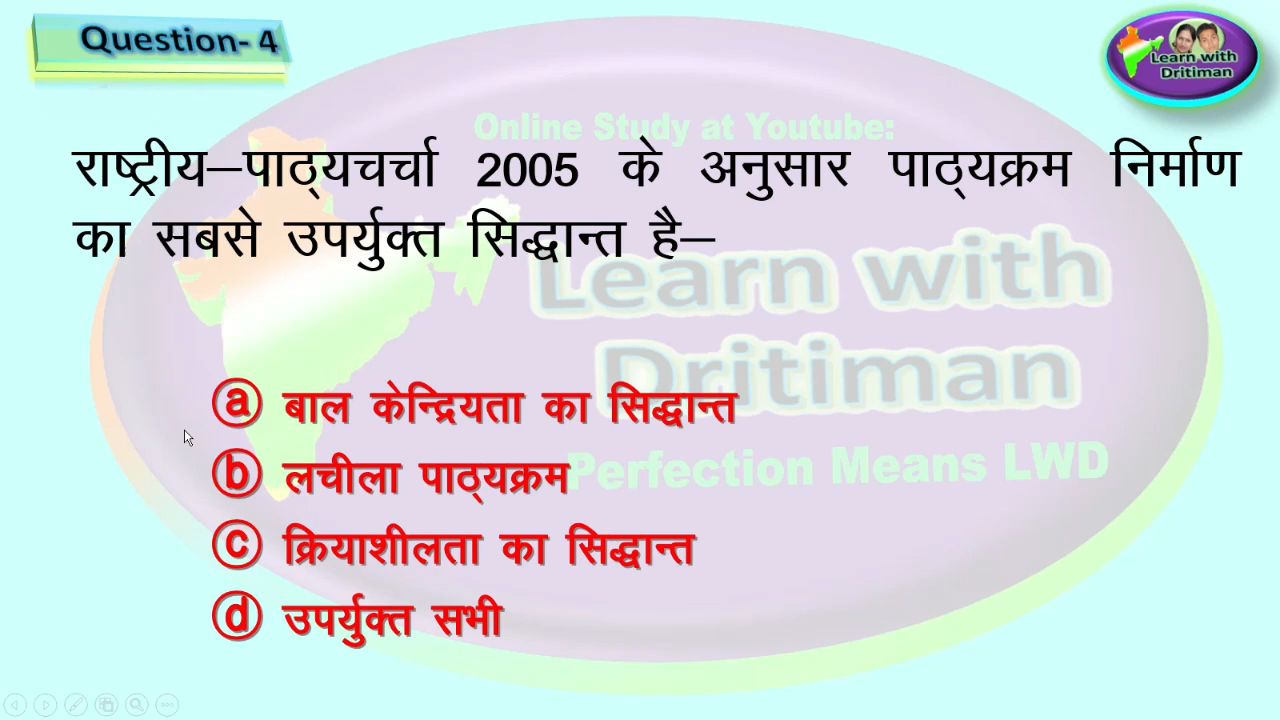 Question- 4
Learn with
Dritiman
Online Study at Youtube:
राष्ट्रीय–पाठ्यचर्चा 2005 के अनुसार पाठ्यक्रम निर्माण
का सबसे उपर्युक्त सिद्धान्त है–
Learn with
Dritiman
ⓐ बाल केन्द्रियता का सिद्धान्त
ⓑ लचीला पाठ्यक्रम
Perfection Means LWD
ⓒ क्रियाशीलता का सिद्धान्त
ⓓ उपर्युक्त सभी